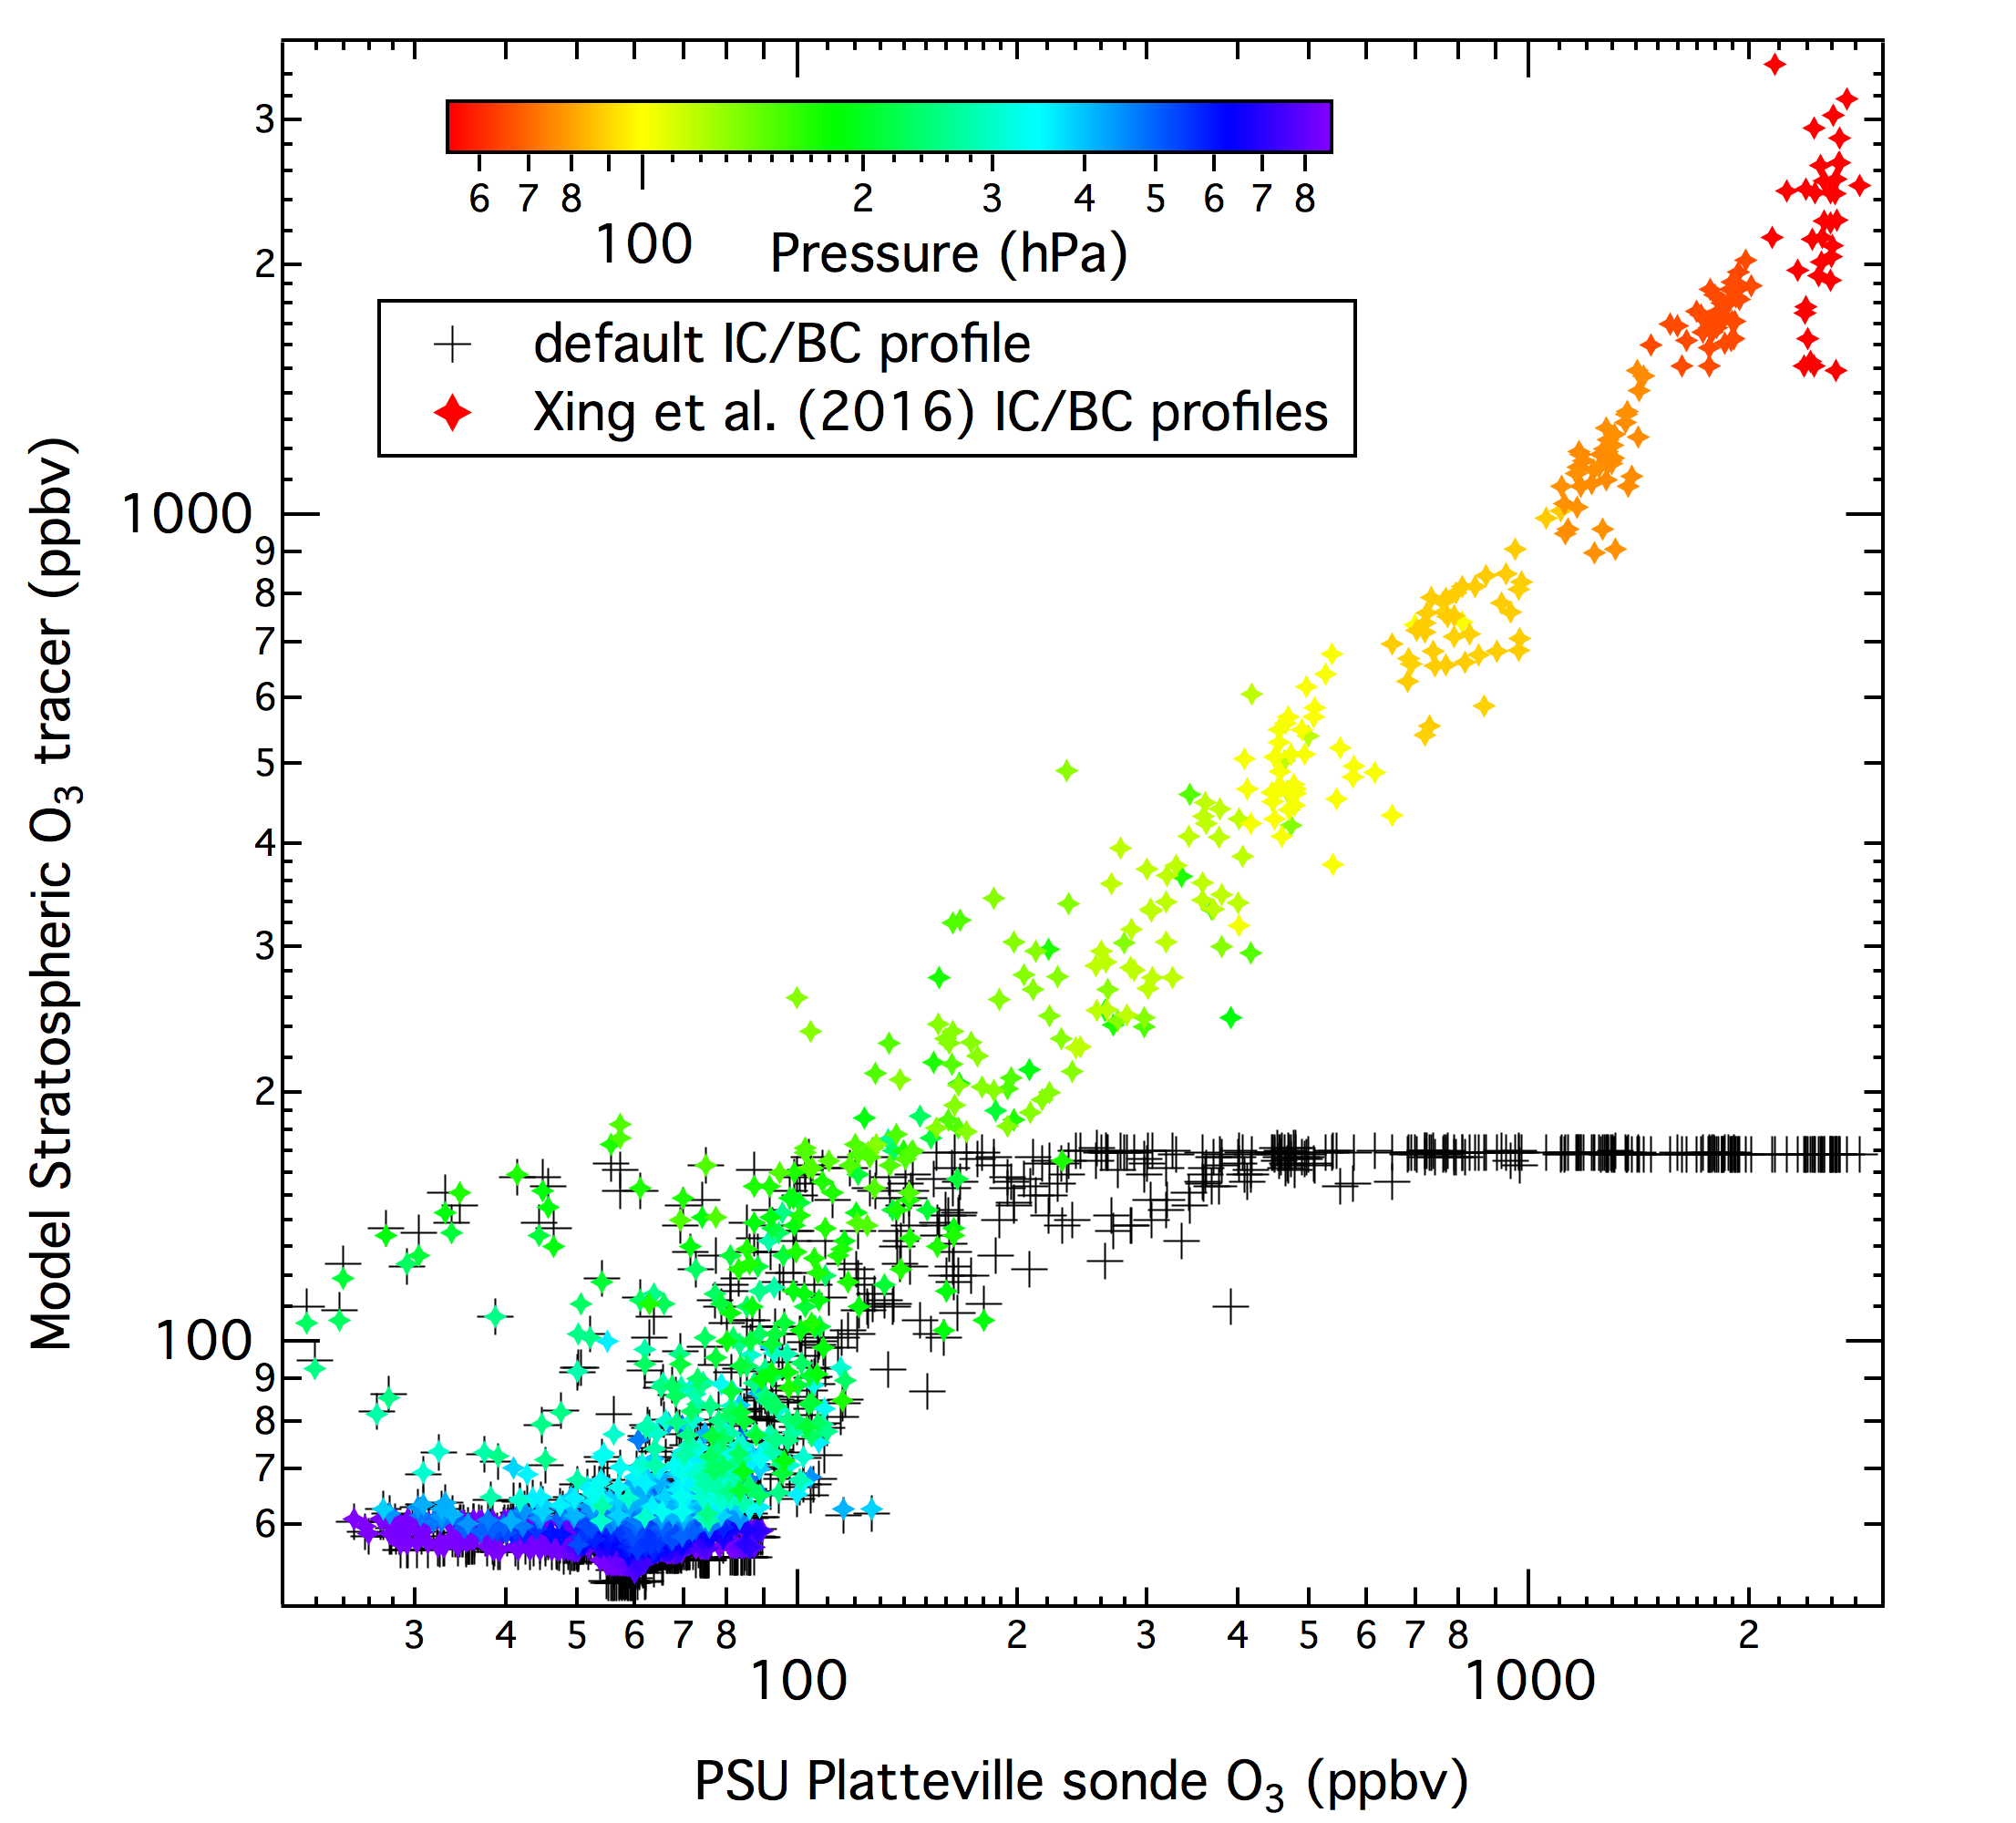 6 7 8 2 3 4 5 6 7 8
100
Pressure (hPa)
default IC/BC profile
Xing et al. (2016) IC/BC profiles
Model Stratospheric O₃ tracer (ppbv)
3
2
1000
9
8
7
6
5
4
3
2
100
9
8
7
6
3 4 5 6 7 8 2 3 4 5 6 7 8 2
100 1000
PSU Platteville sonde O₃ (ppbv)